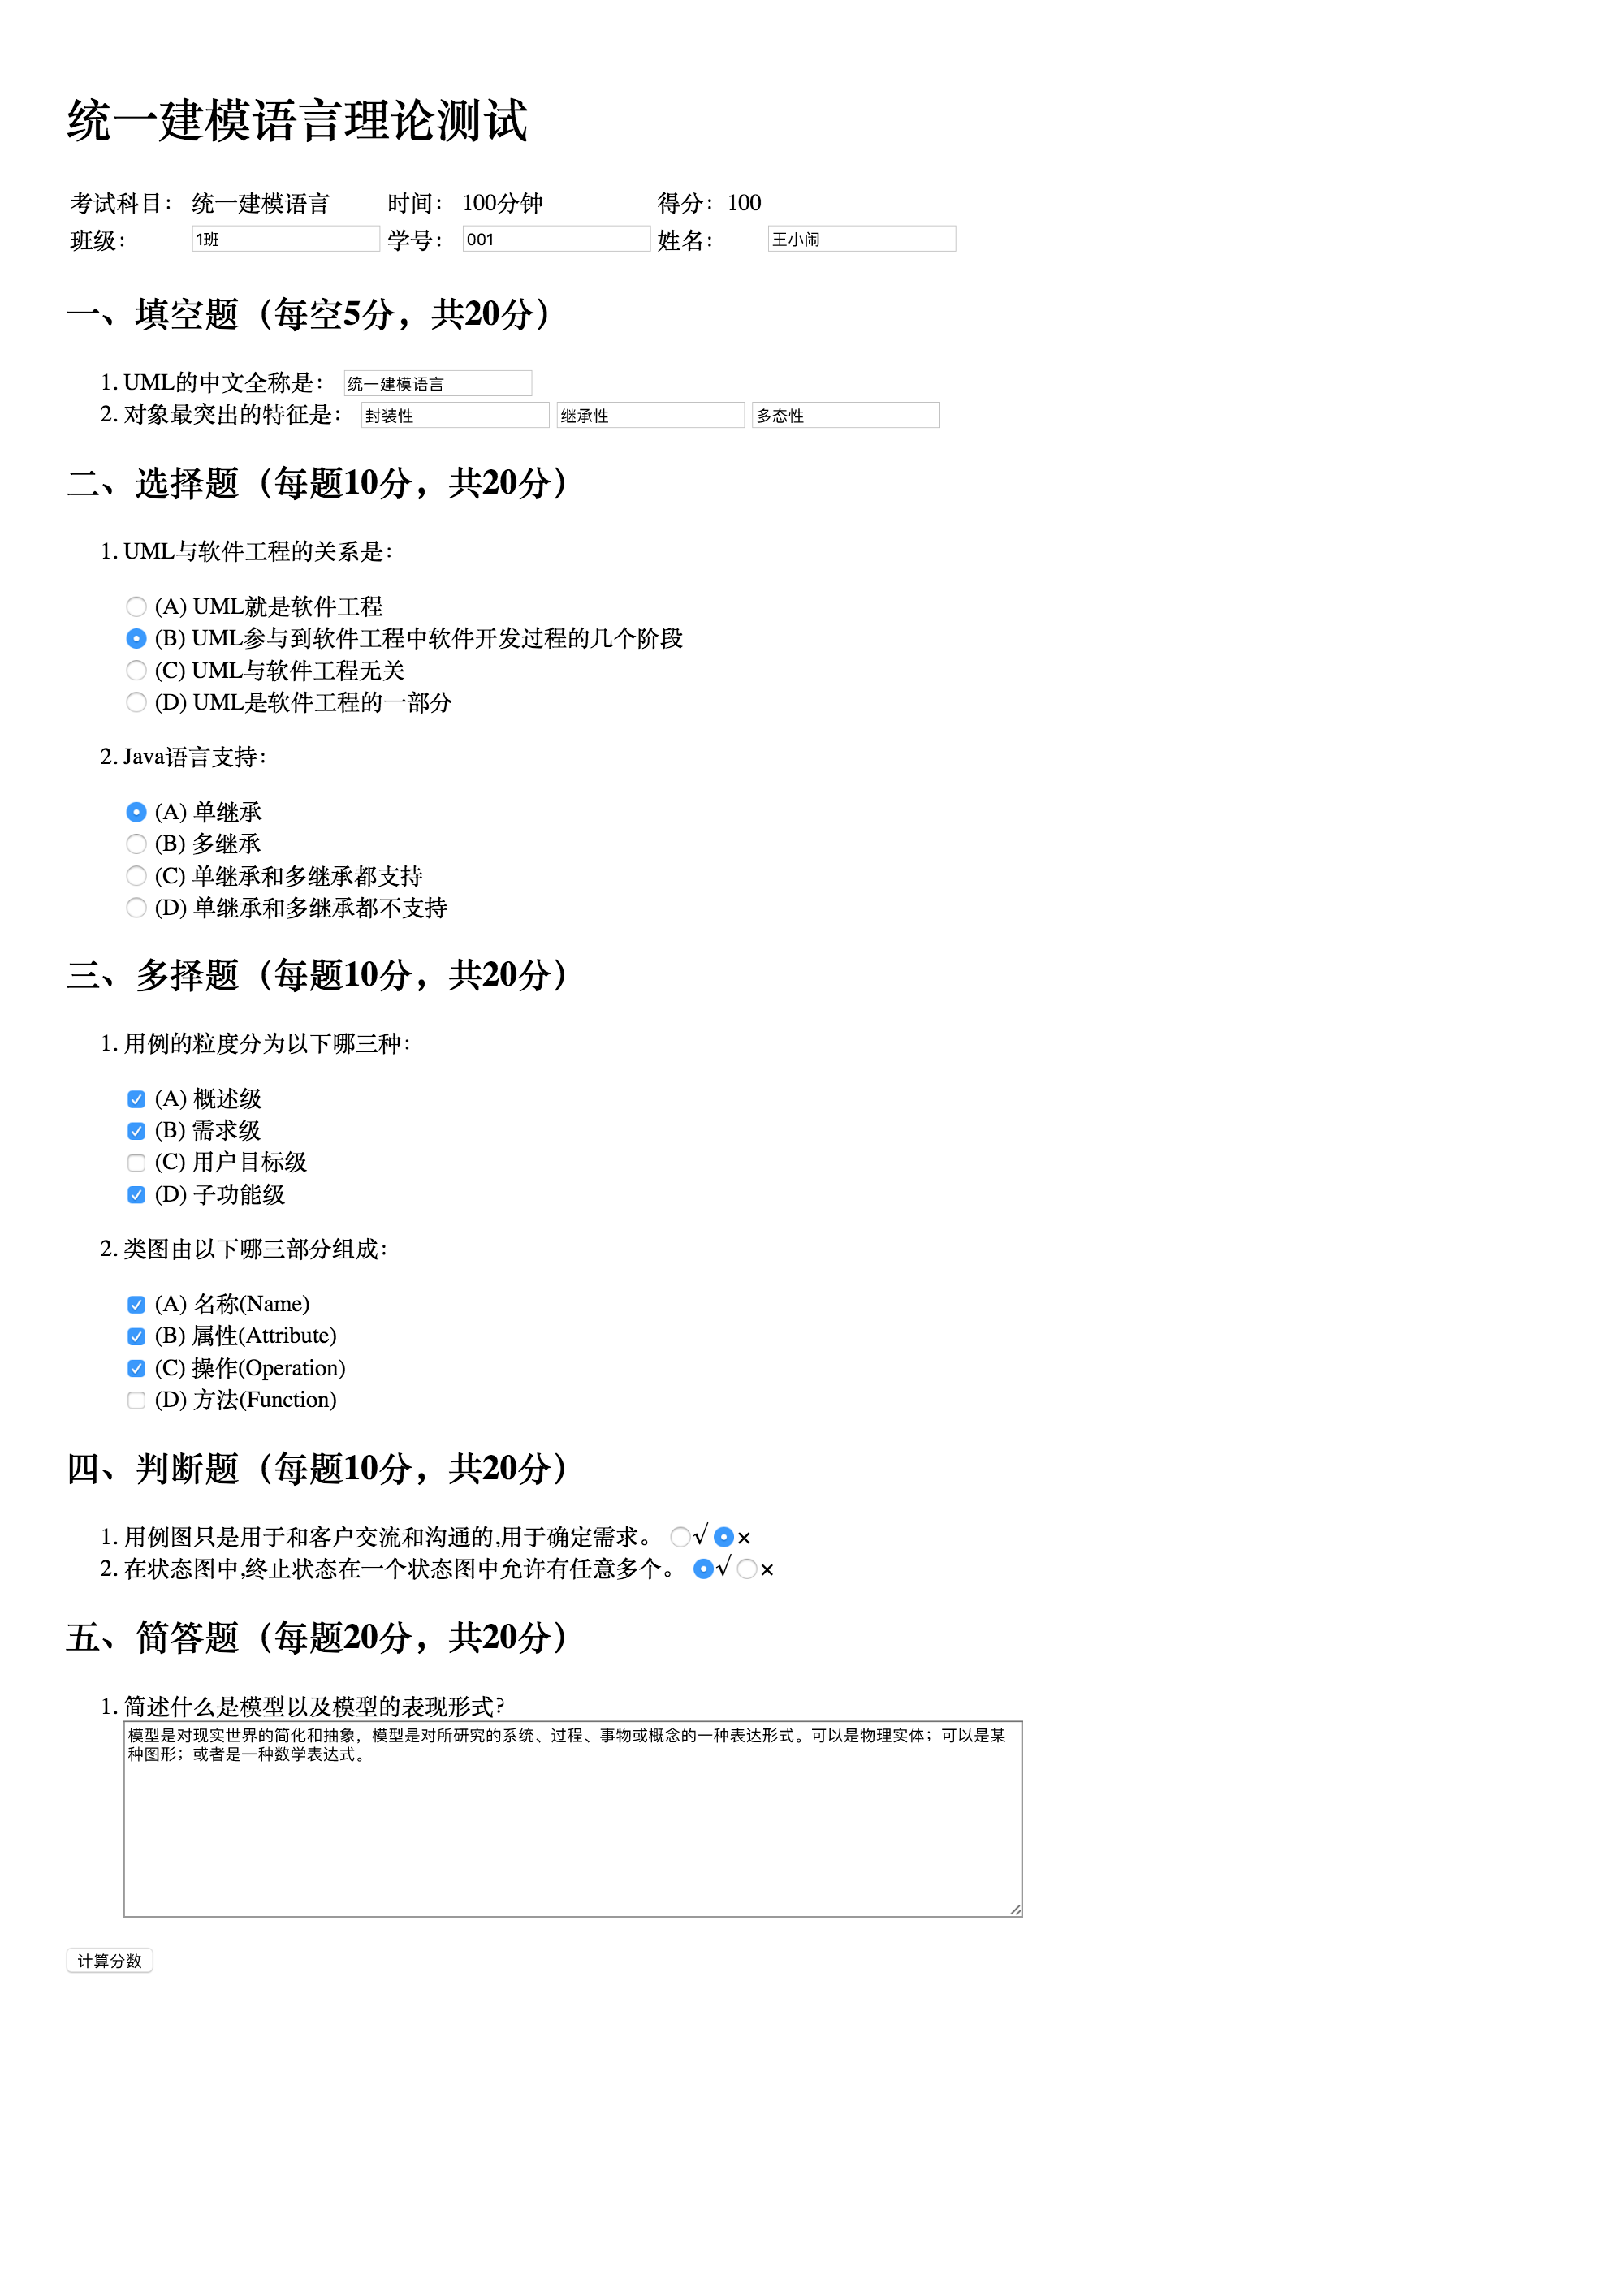 统一建模语言理论测试
考试科目： 统一建模语言 时间： 100分钟 得分：100
班级： 1班 学号： 001 姓名： 王小闹
一、填空题（每空5分，共20分）
1. UML的中文全称是： 统一建模语言
2. 对象最突出的特征是： 封装性 继承性 多态性
二、选择题（每题10分，共20分）
1. UML与软件工程的关系是：
(A) UML就是软件工程
(B) UML参与到软件工程中软件开发过程的几个阶段
(C) UML与软件工程无关
(D) UML是软件工程的一部分
2. Java语言支持：
(A) 单继承
(B) 多继承
(C) 单继承和多继承都支持
(D) 单继承和多继承都不支持
三、多择题（每题10分，共20分）
1. 用例的粒度分为以下哪三种：
(A) 概述级
(B) 需求级
(C) 用户目标级
(D) 子功能级
2. 类图由以下哪三部分组成：
(A) 名称(Name)
(B) 属性(Attribute)
(C) 操作(Operation)
(D) 方法(Function)
四、判断题（每题10分，共20分）
1. 用例图只是用于和客户交流和沟通的,用于确定需求。 √ ×
2. 在状态图中,终止状态在一个状态图中允许有任意多个。 √ ×
五、简答题（每题20分，共20分）
1. 简述什么是模型以及模型的表现形式?
模型是对现实世界的简化和抽象，模型是对所研究的系统、过程、事物或概念的一种表达形式。可以是物理实体；可以是某
种图形；或者是一种数学表达式。
计算分数